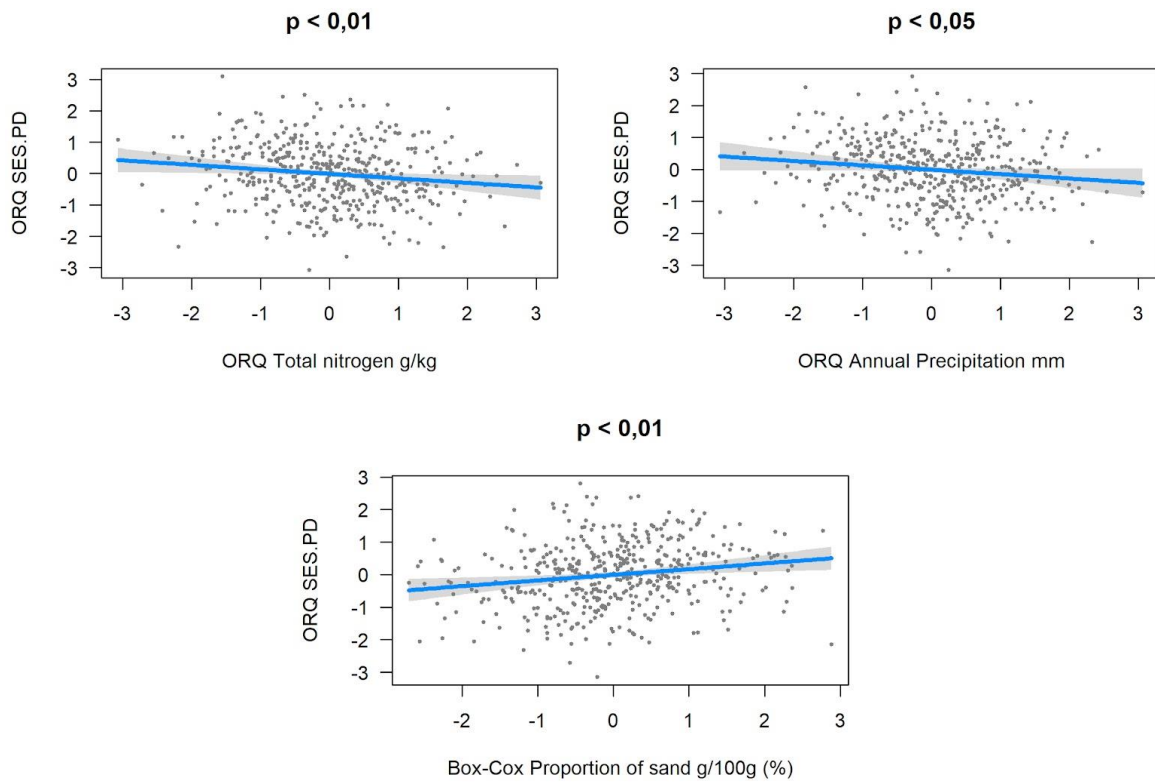 p < 0,01
ORQ SES.PD
3
2
1
0
-1
-2
-3
-3 -2 -1 0 1 2 3
ORQ Total nitrogen g/kg
p < 0,05
ORQ SES.PD
3
2
1
0
-1
-2
-3
-3 -2 -1 0 1 2 3
ORQ Annual Precipitation mm
p < 0,01
ORQ SES.PD
3
2
1
0
-1
-2
-3
-2 -1 0 1 2 3
Box-Cox Proportion of sand g/100g (%)